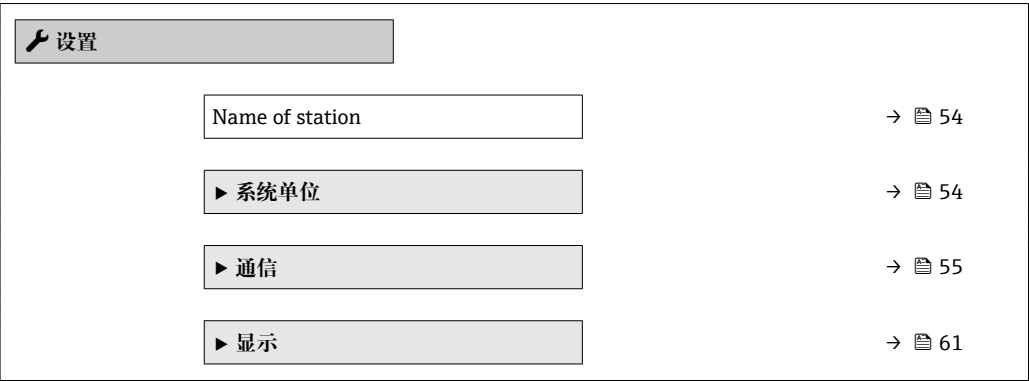 设置
Name of station → 54
▶ 系统单位 → 54
▶ 通信 → 55
▶ 显示 → 61